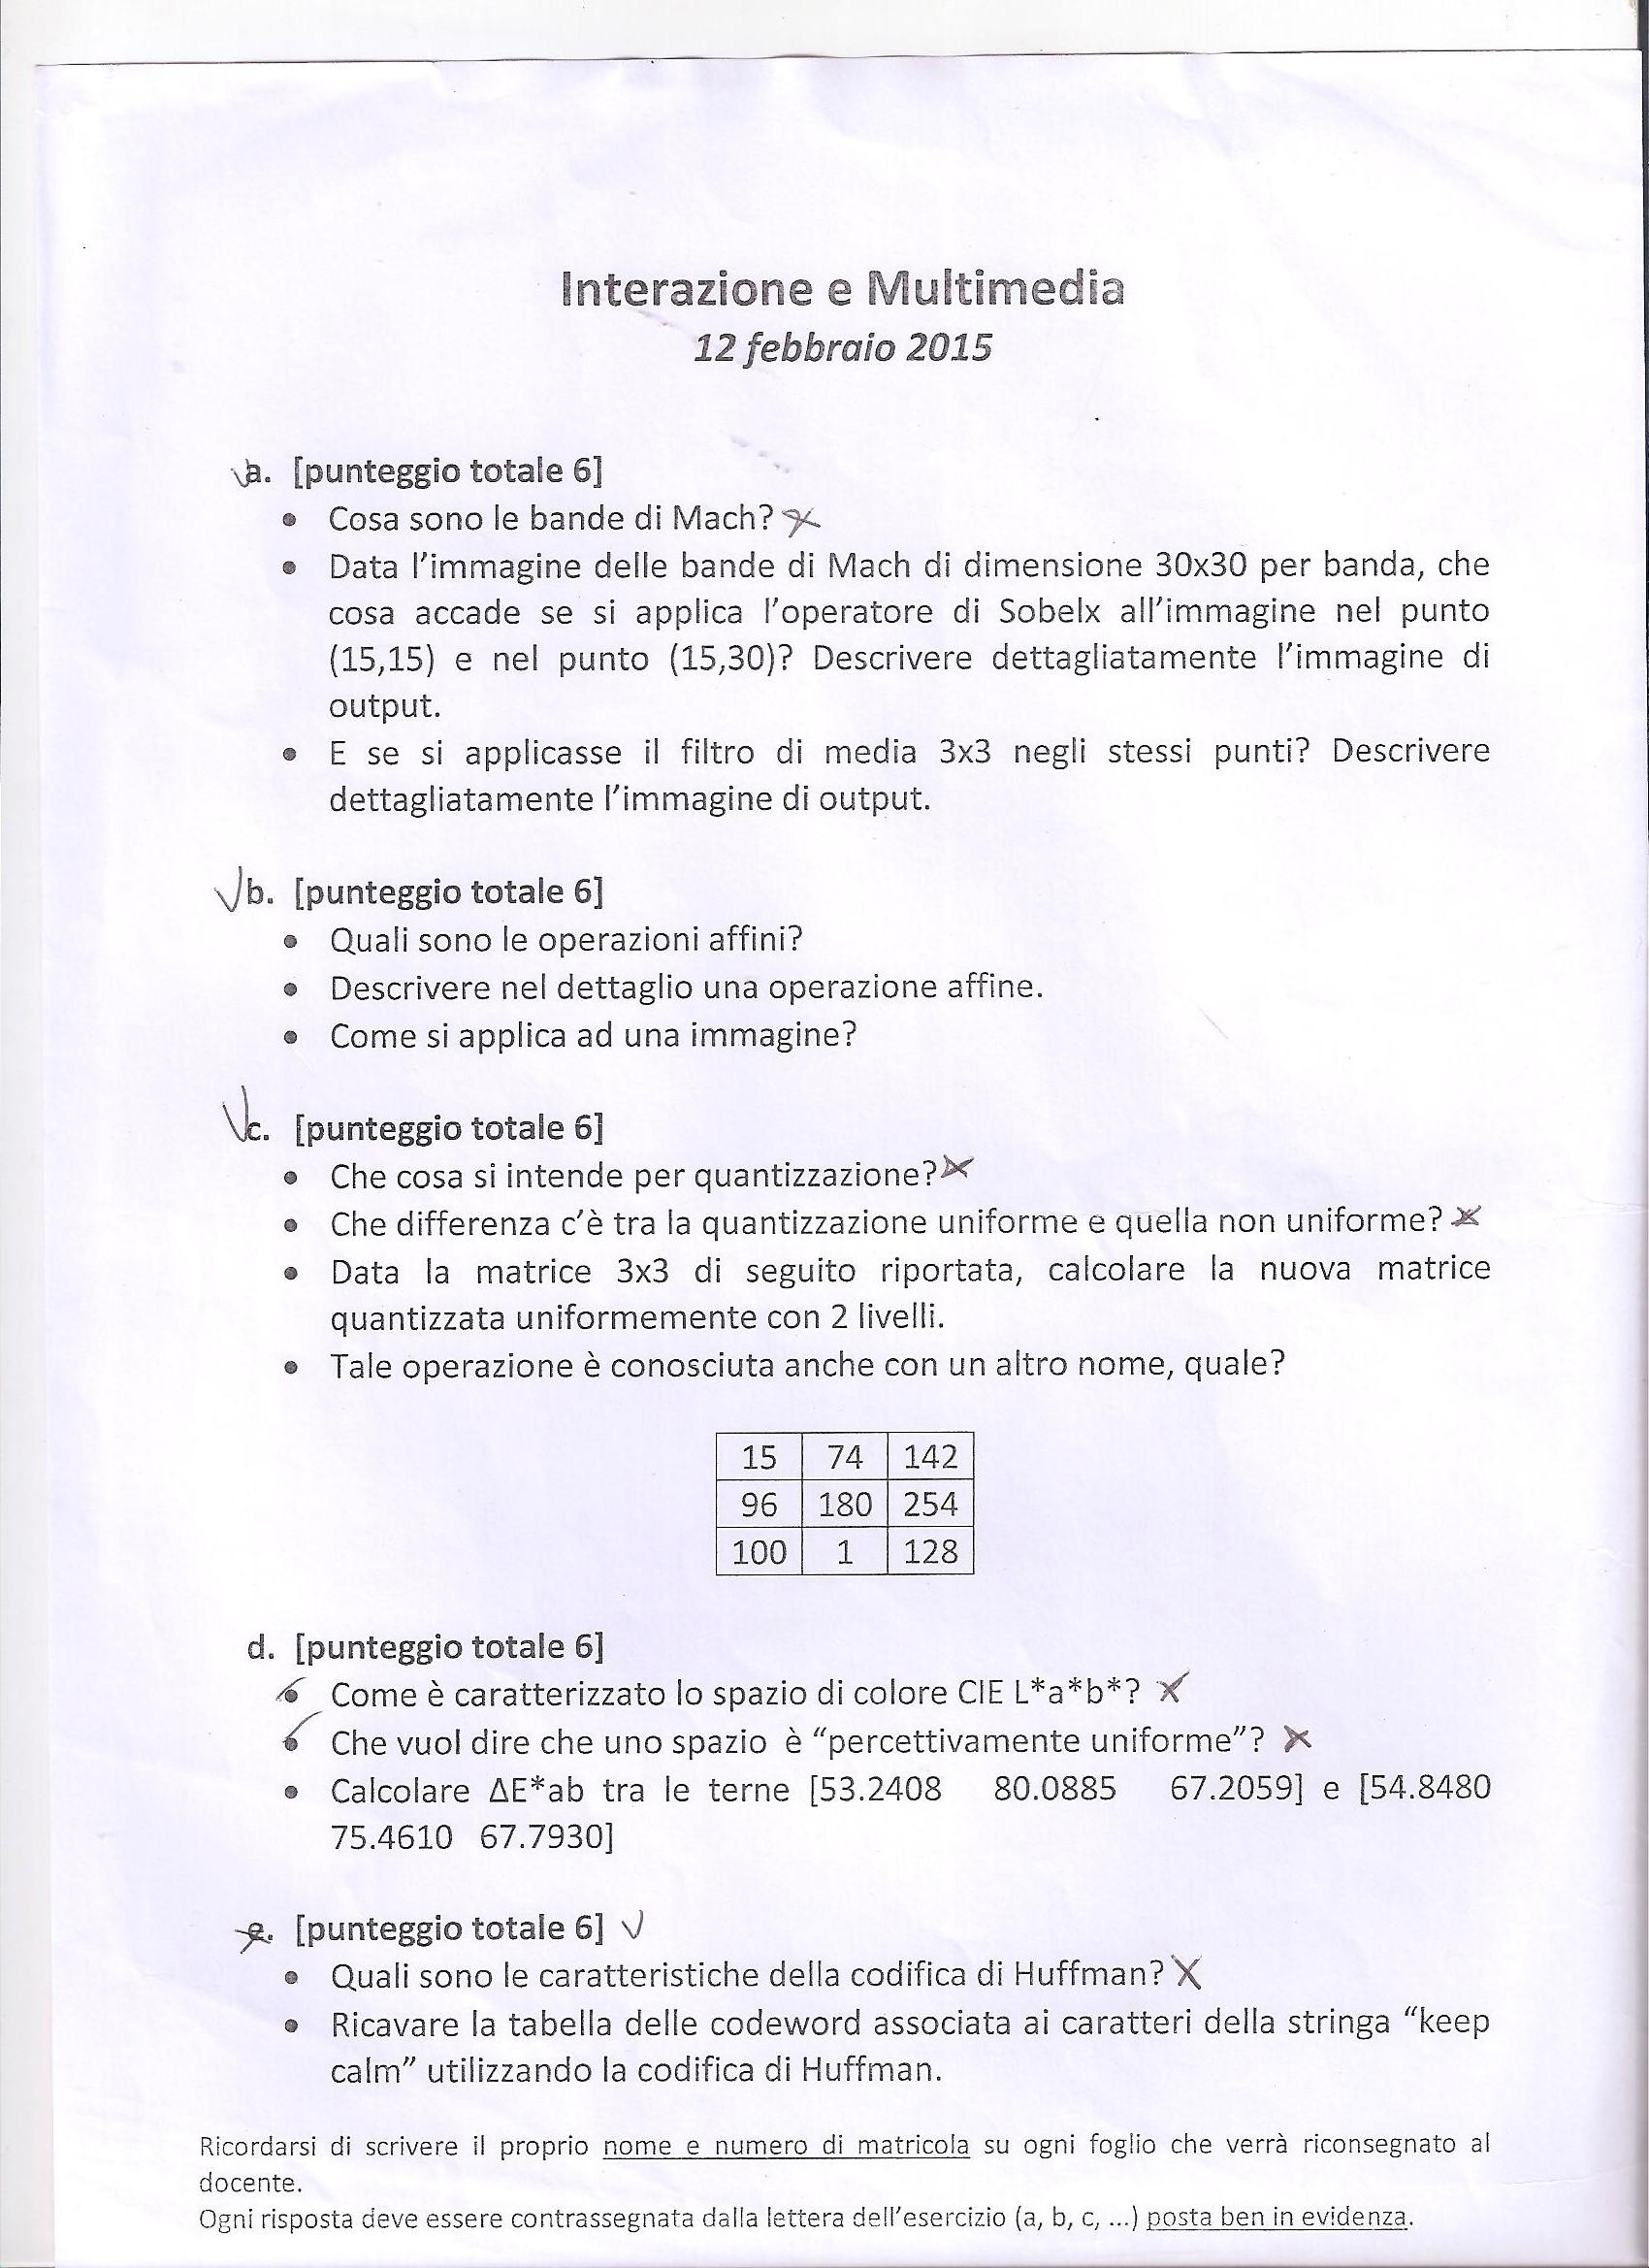 Interazione e Multimedia
12 febbraio 2015
a. [punteggio totale 6]
• Cosa sono le bande di Mach?
• Data l'immagine delle bande di Mach di dimensione 30x30 per banda, che
cosa accade se si applica l'operatore di Sobelx all'immagine nel punto
(15,15) e nel punto (15,30)? Descrivere dettagliatamente l'immagine di
output.
• E se si applicasse il filtro di media 3x3 negli stessi punti? Descrivere
dettagliatamente l'immagine di output.
b. [punteggio totale 6]
• Quali sono le operazioni affini?
• Descrivere nel dettaglio una operazione affine.
• Come si applica ad una immagine?
c. [punteggio totale 6]
• Che cosa si intende per quantizzazione?
• Che differenza c'è tra la quantizzazione uniforme e quella non uniforme?
• Data la matrice 3x3 di seguito riportata, calcolare la nuova matrice
quantizzata uniformemente con 2 livelli.
• Tale operazione è conosciuta anche con un altro nome, quale?
15 74 142
96 180 254
100 1 128
d. [punteggio totale 6]
• Come è caratterizzato lo spazio di colore CIE L*a*b*?
• Che vuol dire che uno spazio è "percettivamente uniforme"?
• Calcolare ΔE*ab tra le terne [53.2408 80.0885 67.2059] e [54.8480
75.4610 67.7930]
e. [punteggio totale 6]
• Quali sono le caratteristiche della codifica di Huffman?
• Ricavare la tabella delle codeword associata ai caratteri della stringa "keep
calm" utilizzando la codifica di Huffman.
Ricordarsi di scrivere il proprio nome e numero di matricola su ogni foglio che verrà riconsegnato al
docente.
Ogni risposta deve essere contrassegnata dalla lettera dell'esercizio (a, b, c, ...) posta ben in evidenza.